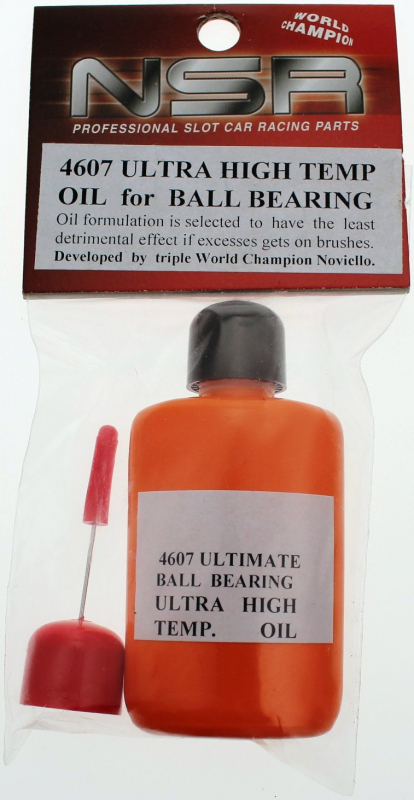 WORLD
CHAMPION
NSR
PROFESSIONAL SLOT CAR RACING PARTS
4607 ULTRA HIGH TEMP
OIL for BALL BEARING
Oil formulation is selected to have the least
detrimental effect if excesses gets on brushes.
Developed by triple World Champion Noviello.
4607 ULTIMATE
BALL BEARING
ULTRA HIGH
TEMP. OIL